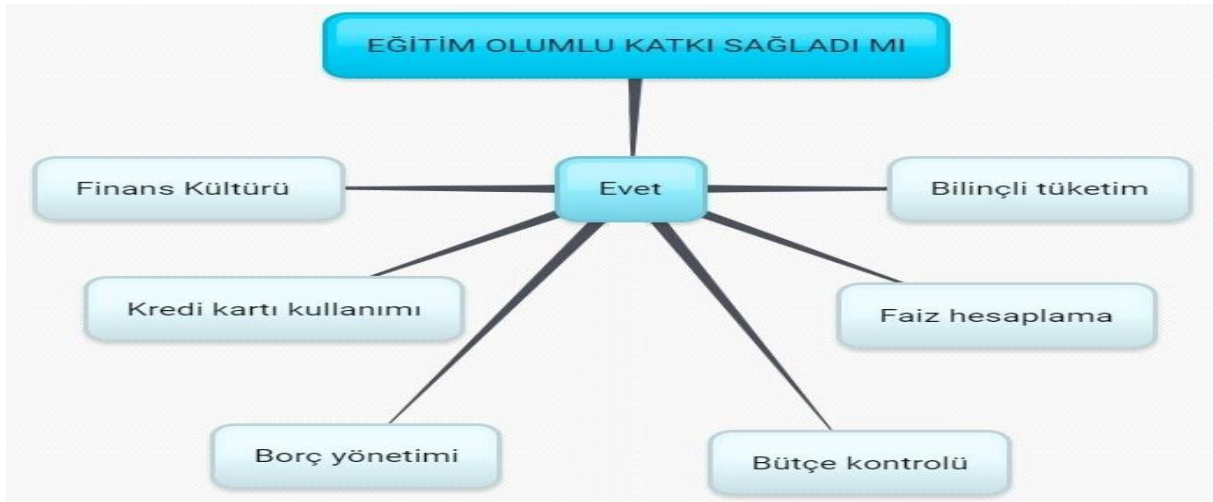 EĞİTİM OLUMLU KATKI SAĞLADI MI
Finans Kültürü
Evet
Bilinçli tüketim
Kredi kartı kullanımı
Faiz hesaplama
Borç yönetimi
Bütçe kontrolü